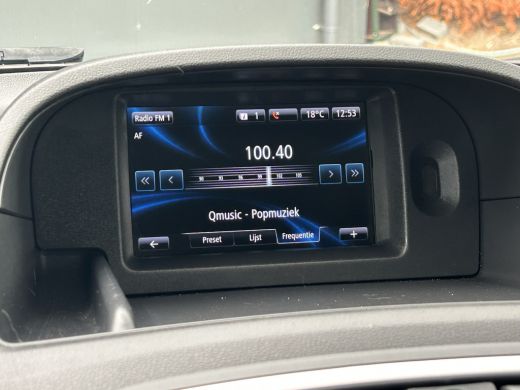 Radio FM 1
1
18°C
12:53
AF
100.40
Qmusic - Popmuziek
Preset
Lijst
Frequentie
+